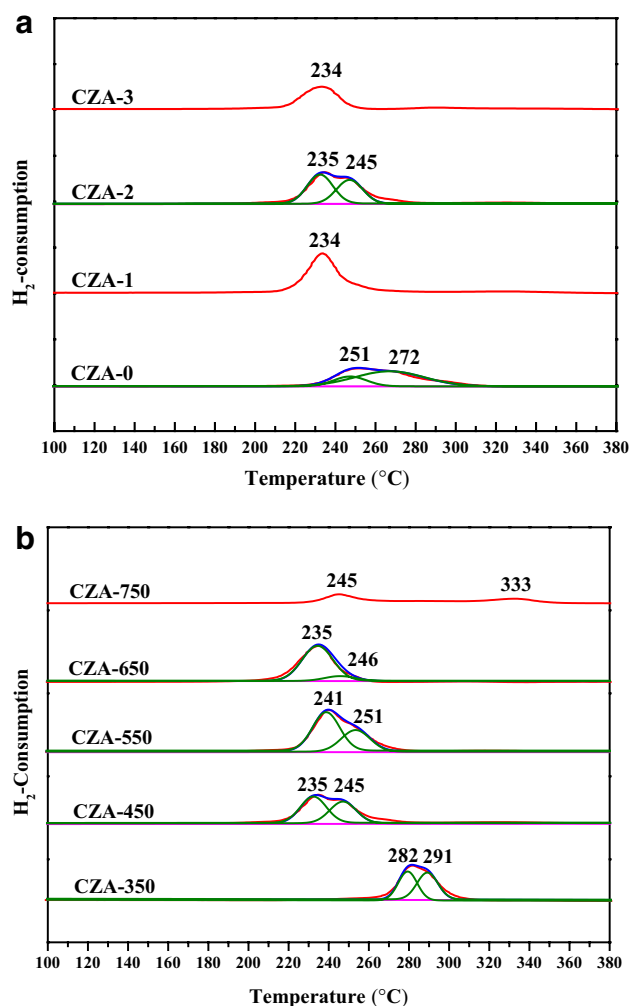 a
234
CZA-3
235 245
CZA-2
234
CZA-1
251 272
CZA-0
H₂-consumption
100 120 140 160 180 200 220 240 260 280 300 320 340 360 380
Temperature (°C)
b
245 333
CZA-750
235
246
CZA-650
241
251
CZA-550
235 245
CZA-450
282 291
CZA-350
H₂-Consumption
100 120 140 160 180 200 220 240 260 280 300 320 340 360 380
Temperature (°C)